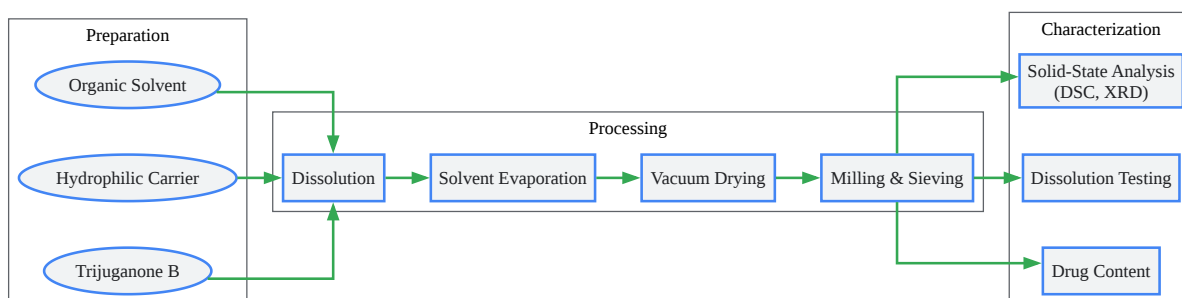 Preparation
Organic Solvent
Hydrophilic Carrier
Trijuganone B
Processing
Dissolution
Solvent Evaporation
Vacuum Drying
Milling & Sieving
Characterization
Solid-State Analysis
(DSC, XRD)
Dissolution Testing
Drug Content